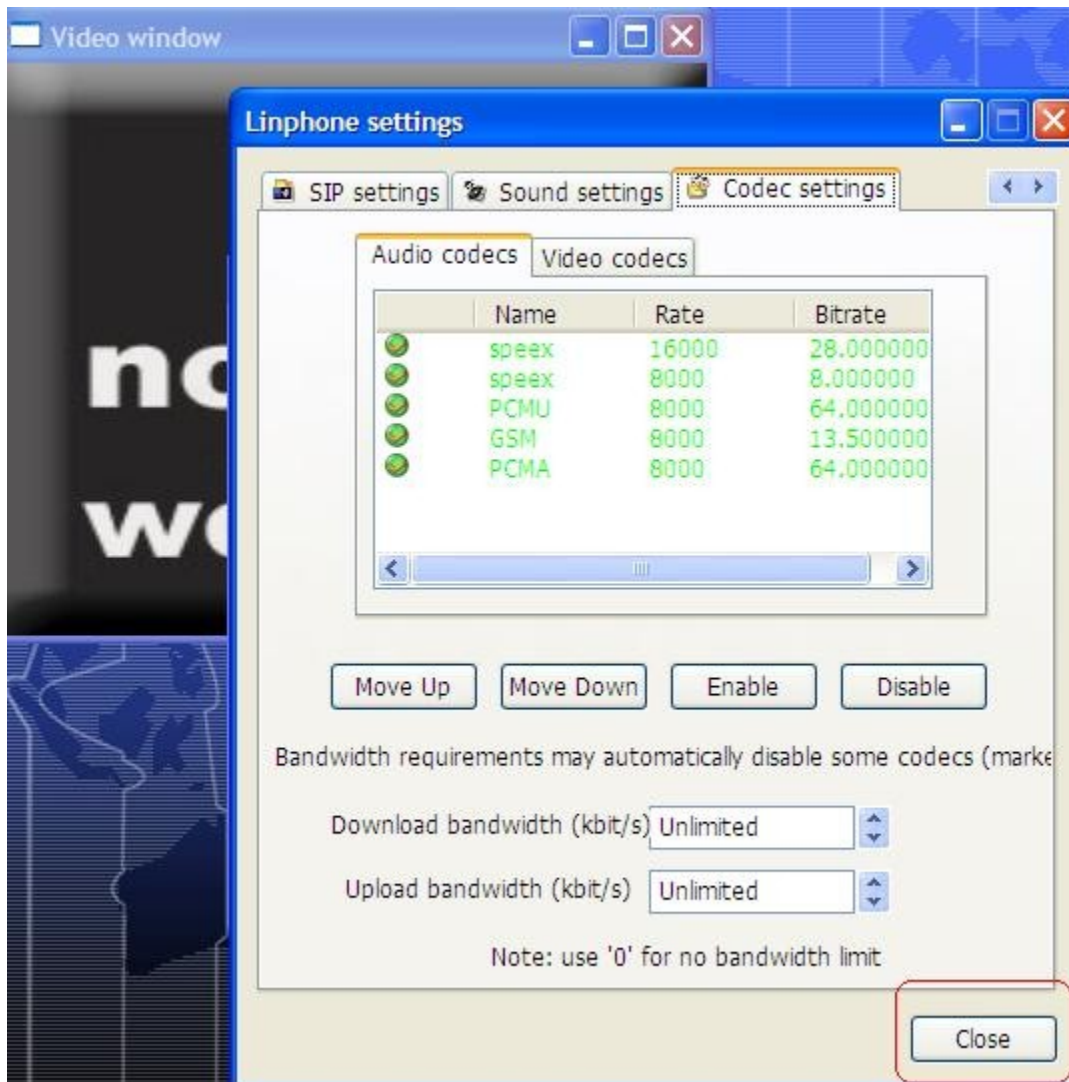 Video window
Linphone settings
SIP settings Sound settings Codec settings
Audio codecs Video codecs
Name Rate Bitrate
speex 16000 28.000000
speex 8000 8.000000
PCMU 8000 64.000000
GSM 8000 13.500000
PCMA 8000 64.000000
Move Up Move Down Enable Disable
Bandwidth requirements may automatically disable some codecs (marke
Download bandwidth (kbit/s) Unlimited
Upload bandwidth (kbit/s) Unlimited
Note: use '0' for no bandwidth limit
Close